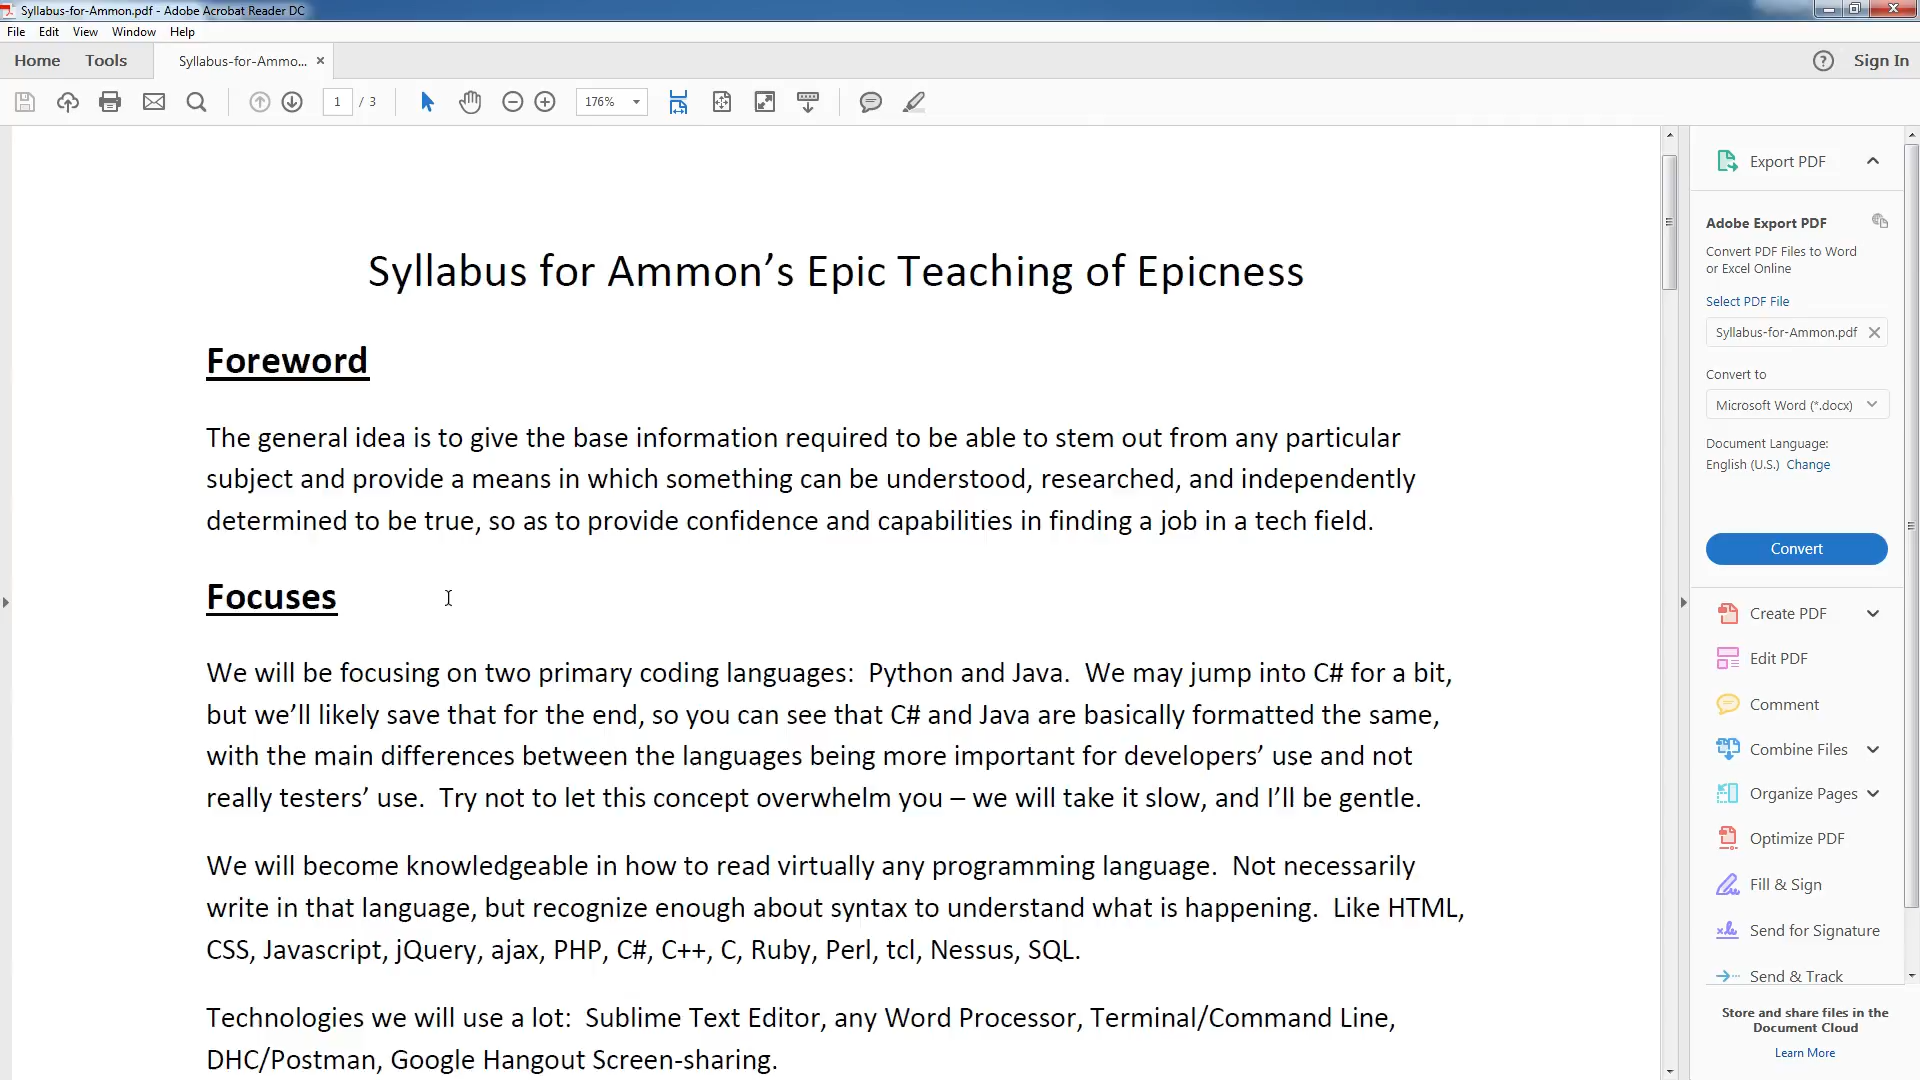 Syllabus-for-Ammon.pdf - Adobe Acrobat Reader DC
File Edit View Window Help
Home Tools Syllabus-for-Ammo... × Sign In
1 / 3 176%
Syllabus for Ammon’s Epic Teaching of Epicness
Foreword
The general idea is to give the base information required to be able to stem out from any particular
subject and provide a means in which something can be understood, researched, and independently
determined to be true, so as to provide confidence and capabilities in finding a job in a tech field.
Focuses
We will be focusing on two primary coding languages:  Python and Java.  We may jump into C# for a bit,
but we’ll likely save that for the end, so you can see that C# and Java are basically formatted the same,
with the main differences between the languages being more important for developers’ use and not
really testers’ use.  Try not to let this concept overwhelm you – we will take it slow, and I’ll be gentle.
We will become knowledgeable in how to read virtually any programming language.  Not necessarily
write in that language, but recognize enough about syntax to understand what is happening.  Like HTML,
CSS, Javascript, jQuery, ajax, PHP, C#, C++, C, Ruby, Perl, tcl, Nessus, SQL.
Technologies we will use a lot:  Sublime Text Editor, any Word Processor, Terminal/Command Line,
DHC/Postman, Google Hangout Screen-sharing.
Export PDF
Adobe Export PDF
Convert PDF Files to Word
or Excel Online
Select PDF File
Syllabus-for-Ammon.pdf
Convert to
Microsoft Word (*.docx)
Document Language:
English (U.S.) Change
Convert
Create PDF
Edit PDF
Comment
Combine Files
Organize Pages
Optimize PDF
Fill & Sign
Send for Signature
Send & Track
Store and share files in the
Document Cloud
Learn More